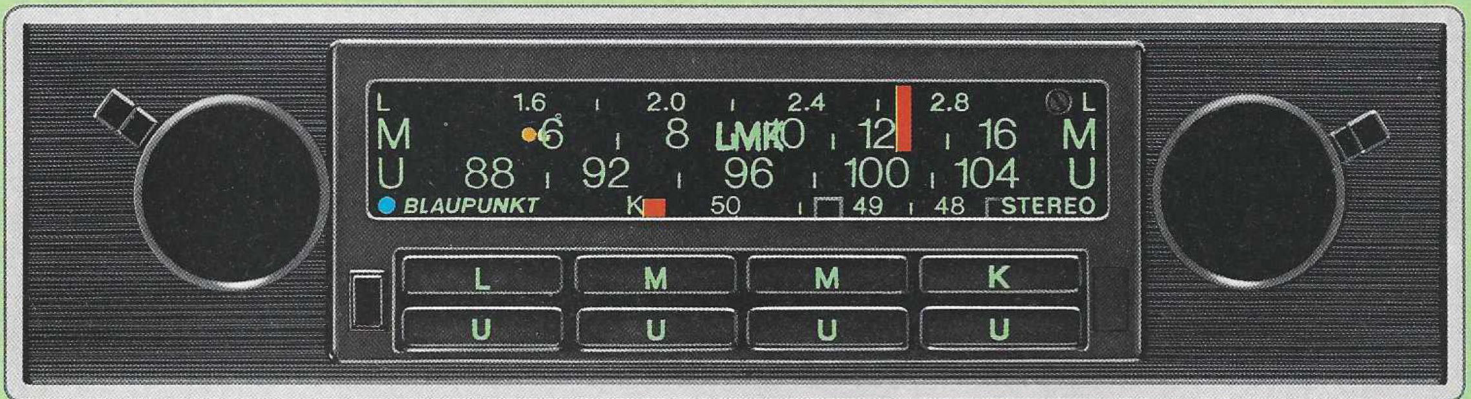 L 1.6 2.0 2.4 2.8 L
M 6 8 LMK 10 12 16 M
U 88 92 96 100 104 U
BLAUPUNKT K 50 49 48 STEREO
L M M K
U U U U